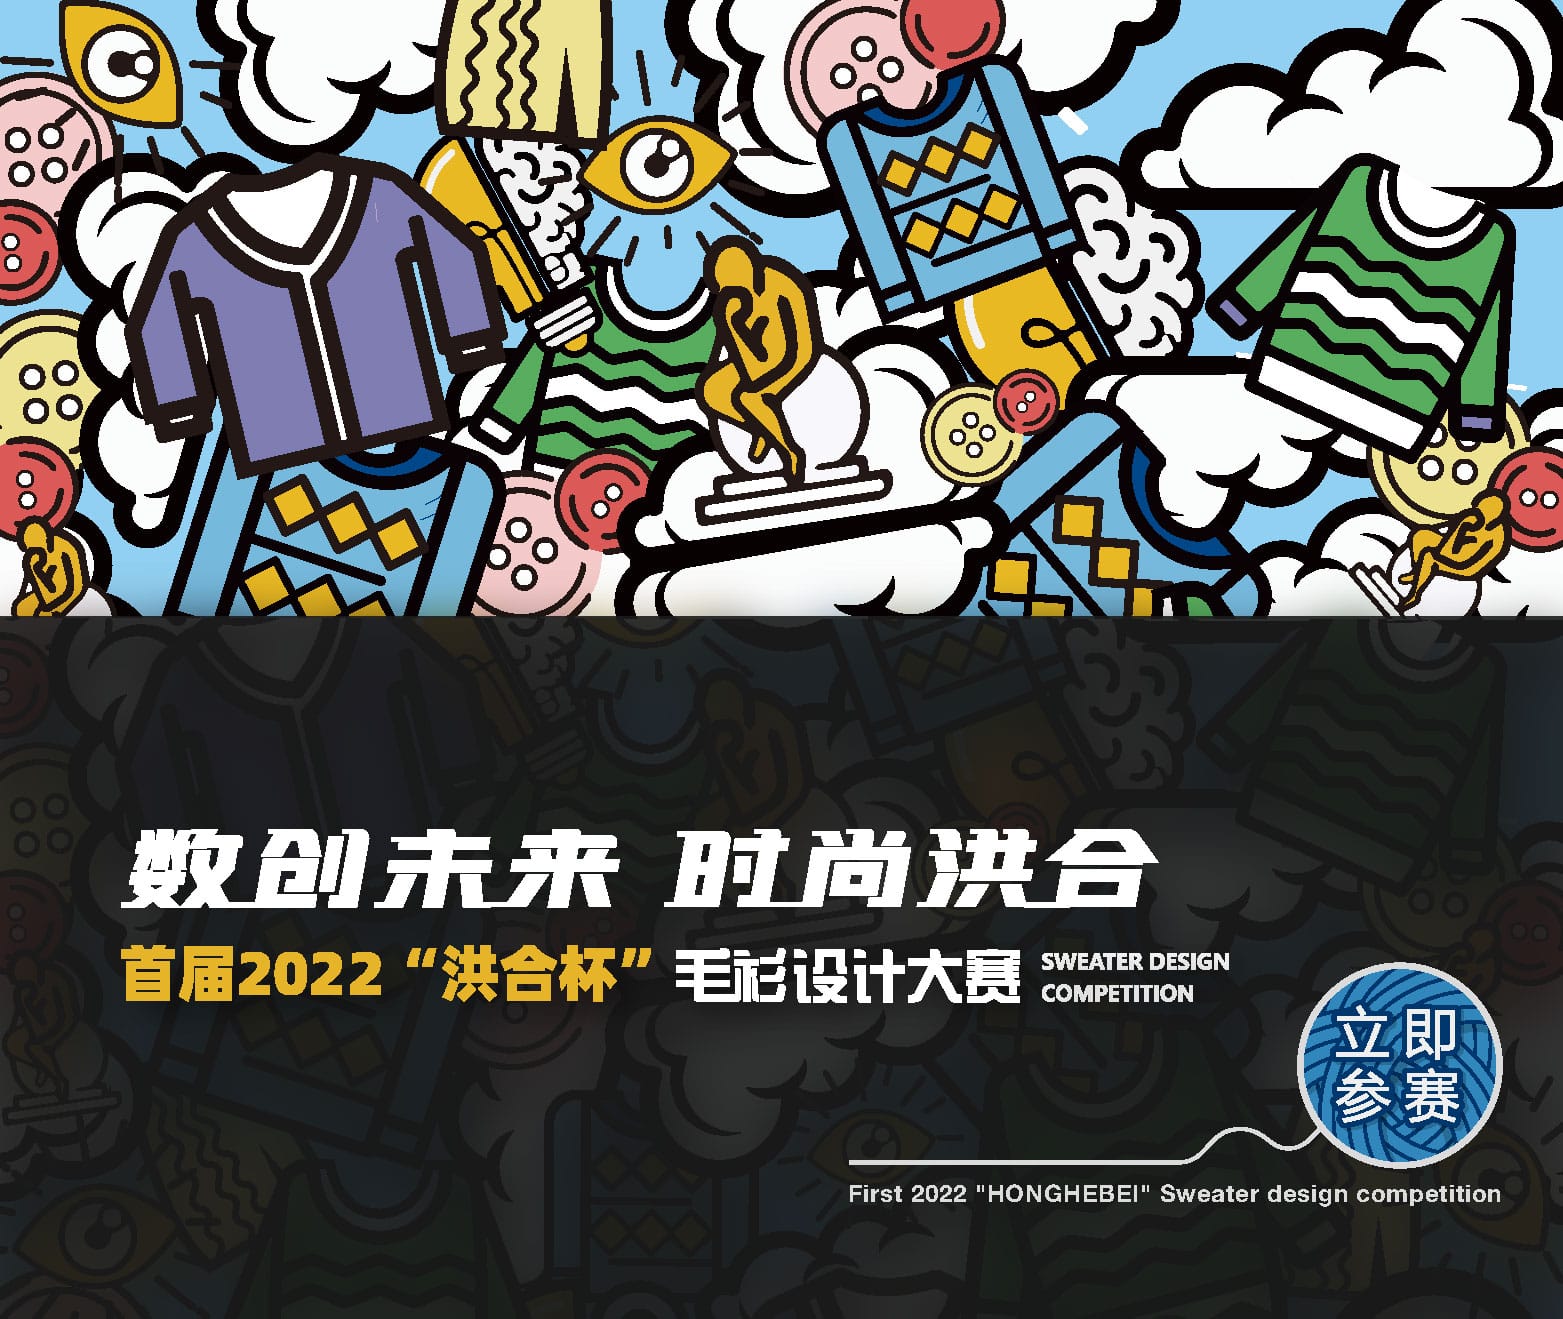 数创未来 时尚洪合
首届2022 “洪合杯” 毛衫设计大赛
SWEATER DESIGN
COMPETITION
立即
参赛
First 2022 "HONGHEBEI" Sweater design competition